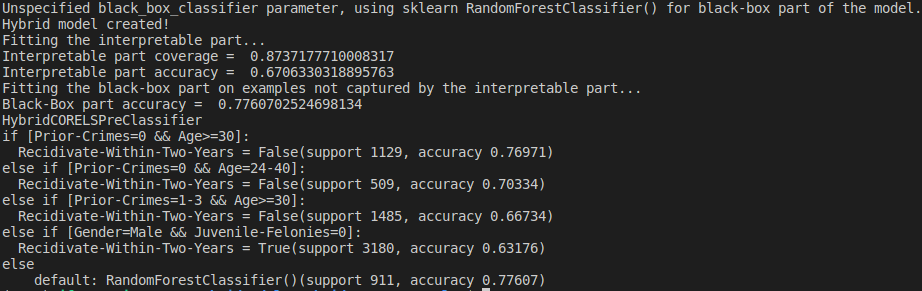 Unspecified black_box_classifier parameter, using sklearn RandomForestClassifier() for black-box part of the model.
Hybrid model created!
Fitting the interpretable part...
Interpretable part coverage =  0.8737177710008317
Interpretable part accuracy =  0.6706330318895763
Fitting the black-box part on examples not captured by the interpretable part...
Black-Box part accuracy =  0.7760702524698134
HybridCORELSPreClassifier
if [Prior-Crimes=0 && Age>=30]:
  Recidivate-Within-Two-Years = False(support 1129, accuracy 0.76971)
else if [Prior-Crimes=0 && Age=24-40]:
  Recidivate-Within-Two-Years = False(support 509, accuracy 0.70334)
else if [Prior-Crimes=1-3 && Age>=30]:
  Recidivate-Within-Two-Years = False(support 1485, accuracy 0.66734)
else if [Gender=Male && Juvenile-Felonies=0]:
  Recidivate-Within-Two-Years = True(support 3180, accuracy 0.63176)
else
    default: RandomForestClassifier()(support 911, accuracy 0.77607)